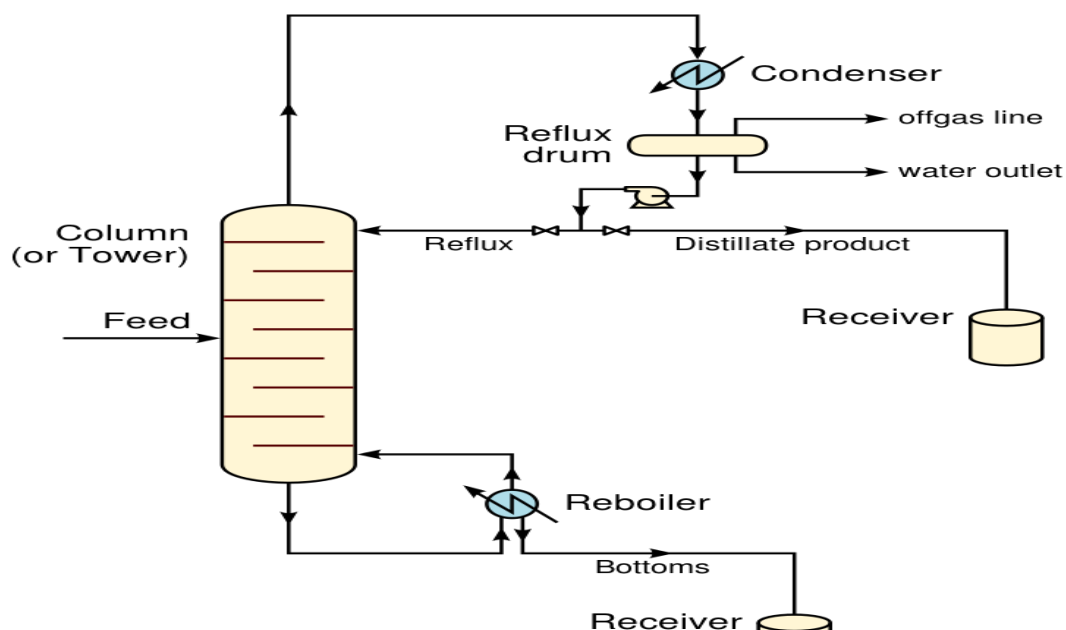 Condenser
offgas line
Reflux
drum
water outlet
Column
(or Tower)
Reflux
Distillate product
Feed
Receiver
Reboiler
Bottoms
Receiver